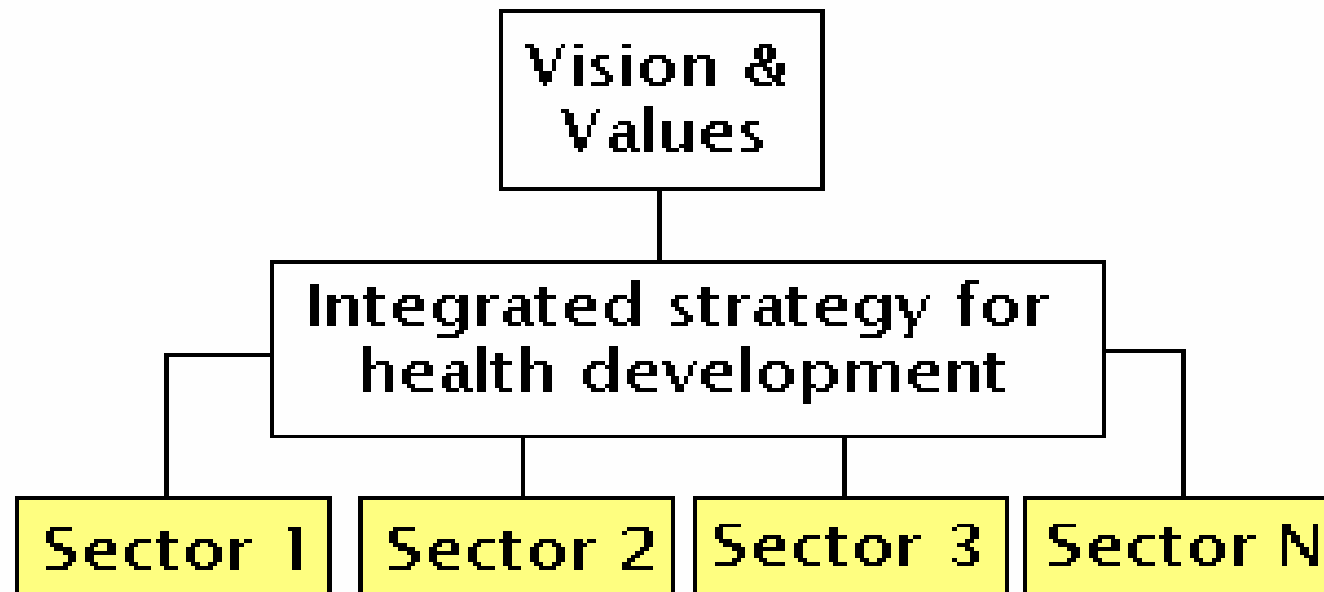 Vision &
Values
Integrated strategy for
health development
Sector 1
Sector 2
Sector 3
Sector N